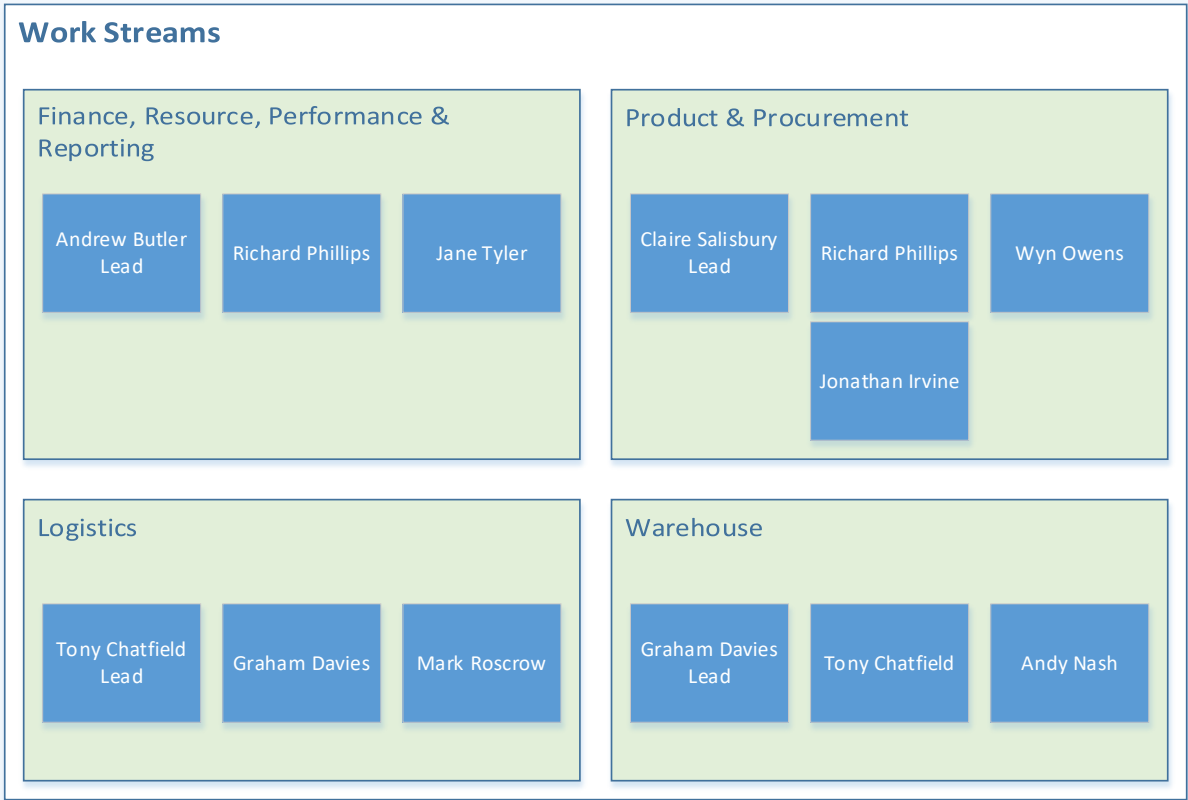 Work Streams
Finance, Resource, Performance &
Reporting
Andrew Butler
Lead
Richard Phillips
Jane Tyler
Product & Procurement
Claire Salisbury
Lead
Richard Phillips
Wyn Owens
Jonathan Irvine
Logistics
Tony Chatfield
Lead
Graham Davies
Mark Roscrow
Warehouse
Graham Davies
Lead
Tony Chatfield
Andy Nash